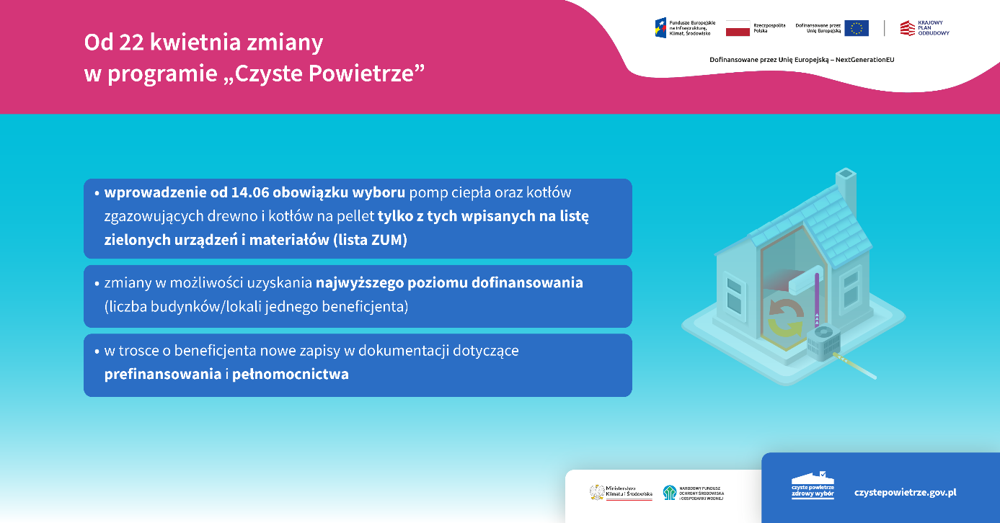 Od 22 kwietnia zmiany
w programie „Czyste Powietrze”
Fundusze Europejskie
na Infrastrukturę,
Klimat, Środowisko
Rzeczpospolita
Polska
Dofinansowane przez
Unię Europejską
KRAJOWY
PLAN
ODBUDOWY
Dofinansowane przez Unię Europejską – NextGenerationEU
• wprowadzenie od 14.06 obowiązku wyboru pomp ciepła oraz kotłów
zgazowujących drewno i kotłów na pellet tylko z tych wpisanych na listę
zielonych urządzeń i materiałów (lista ZUM)
• zmiany w możliwości uzyskania najwyższego poziomu dofinansowania
(liczba budynków/lokali jednego beneficjenta)
• w trosce o beneficjenta nowe zapisy w dokumentacji dotyczące
prefinansowania i pełnomocnictwa
Ministerstwo
Klimatu i Środowiska
NARODOWY FUNDUSZ
OCHRONY ŚRODOWISKA
i GOSPODARKI WODNEJ
czyste powietrze
zdrowy wybór
czystepowietrze.gov.pl